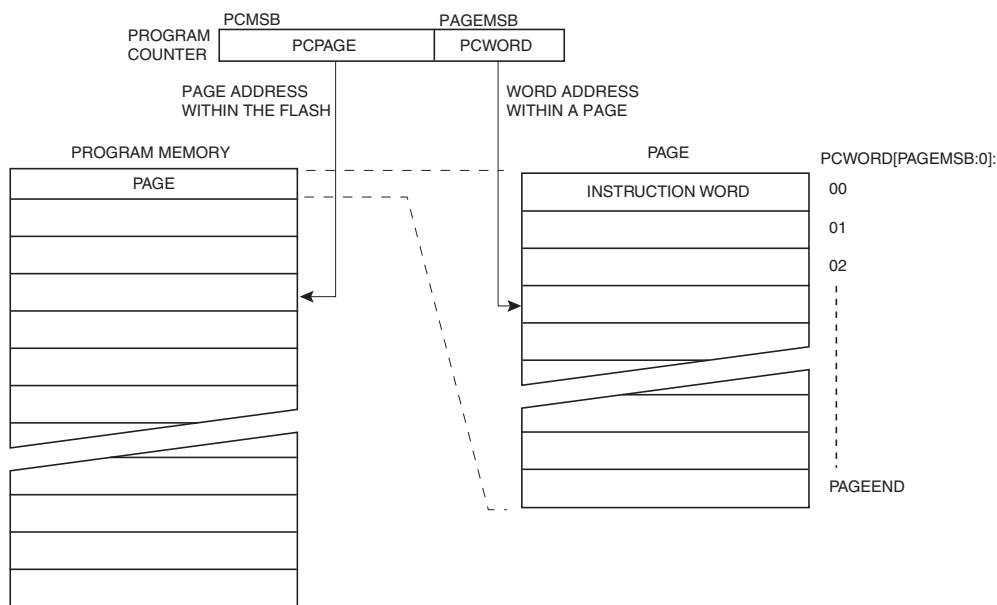 PCMSB
PAGEMSB
PROGRAM
COUNTER
PCPAGE
PCWORD
PAGE ADDRESS
WITHIN THE FLASH
WORD ADDRESS
WITHIN A PAGE
PROGRAM MEMORY
PAGE
PAGE
PCWORD[PAGEMSB:0]:
INSTRUCTION WORD
00
01
02
PAGEEND